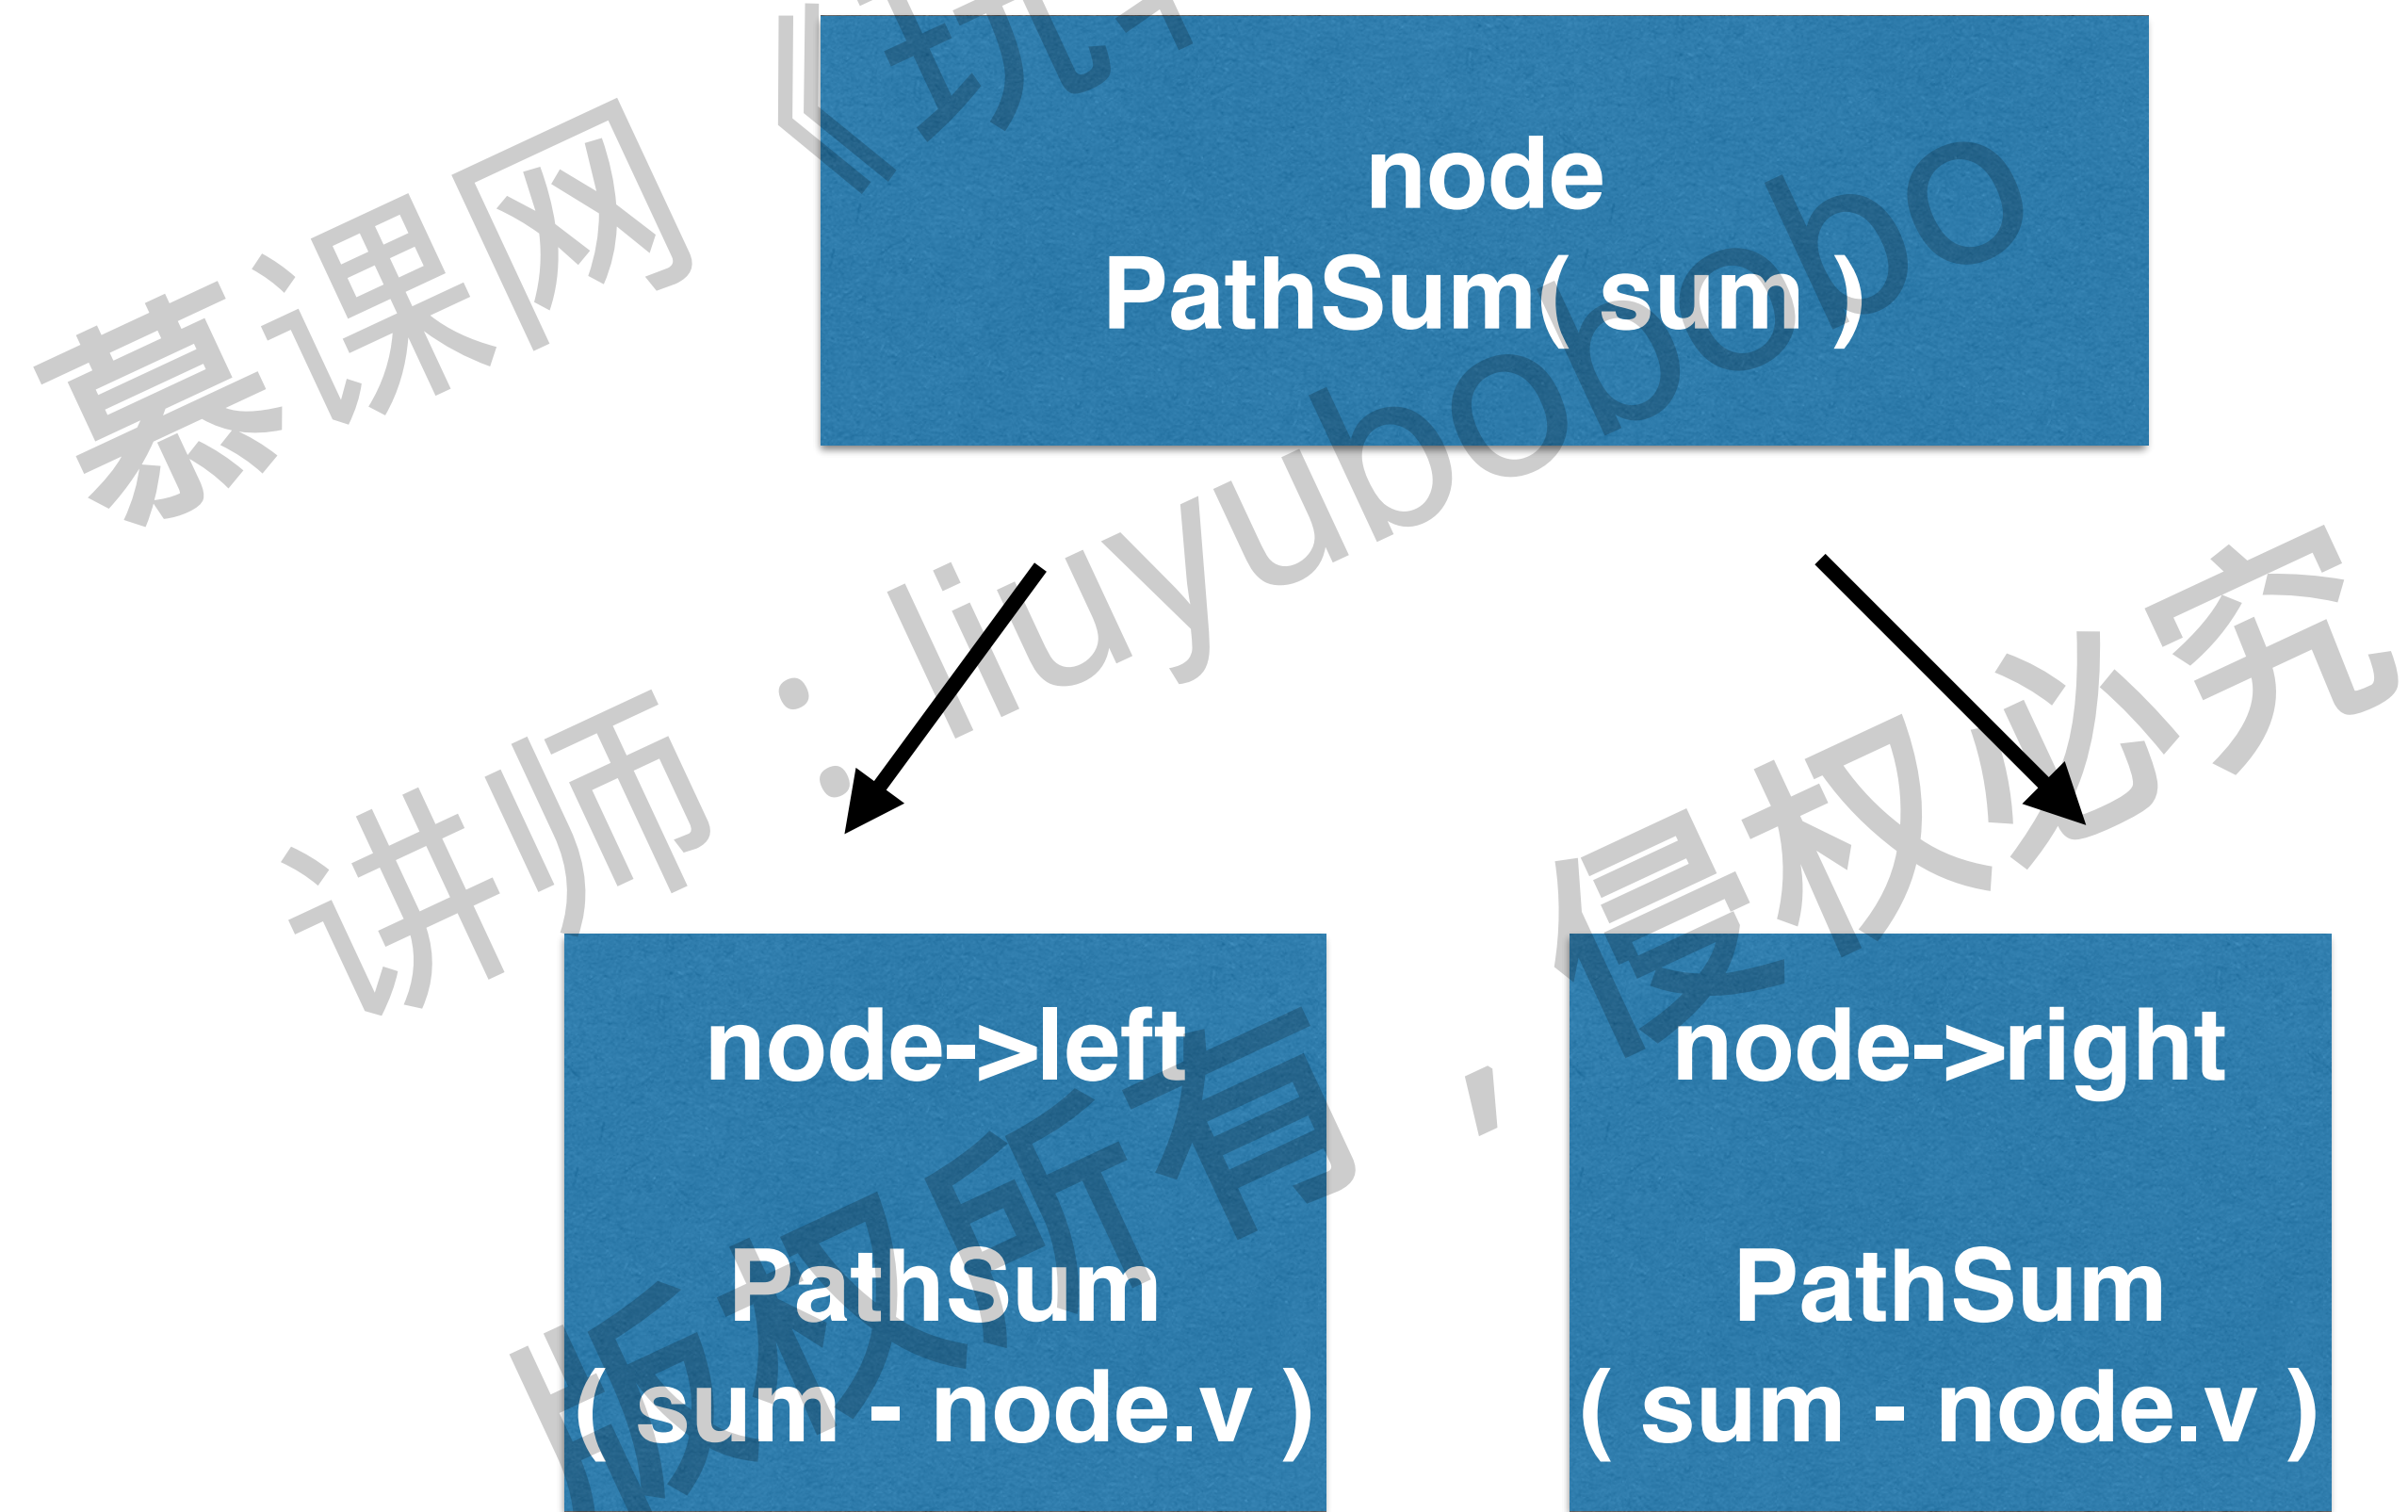 node
PathSum( sum )
node->left
PathSum
( sum - node.v )
node->right
PathSum
( sum - node.v )
慕课网《玩
讲师：liuyubobobo
版权所有，侵权必究